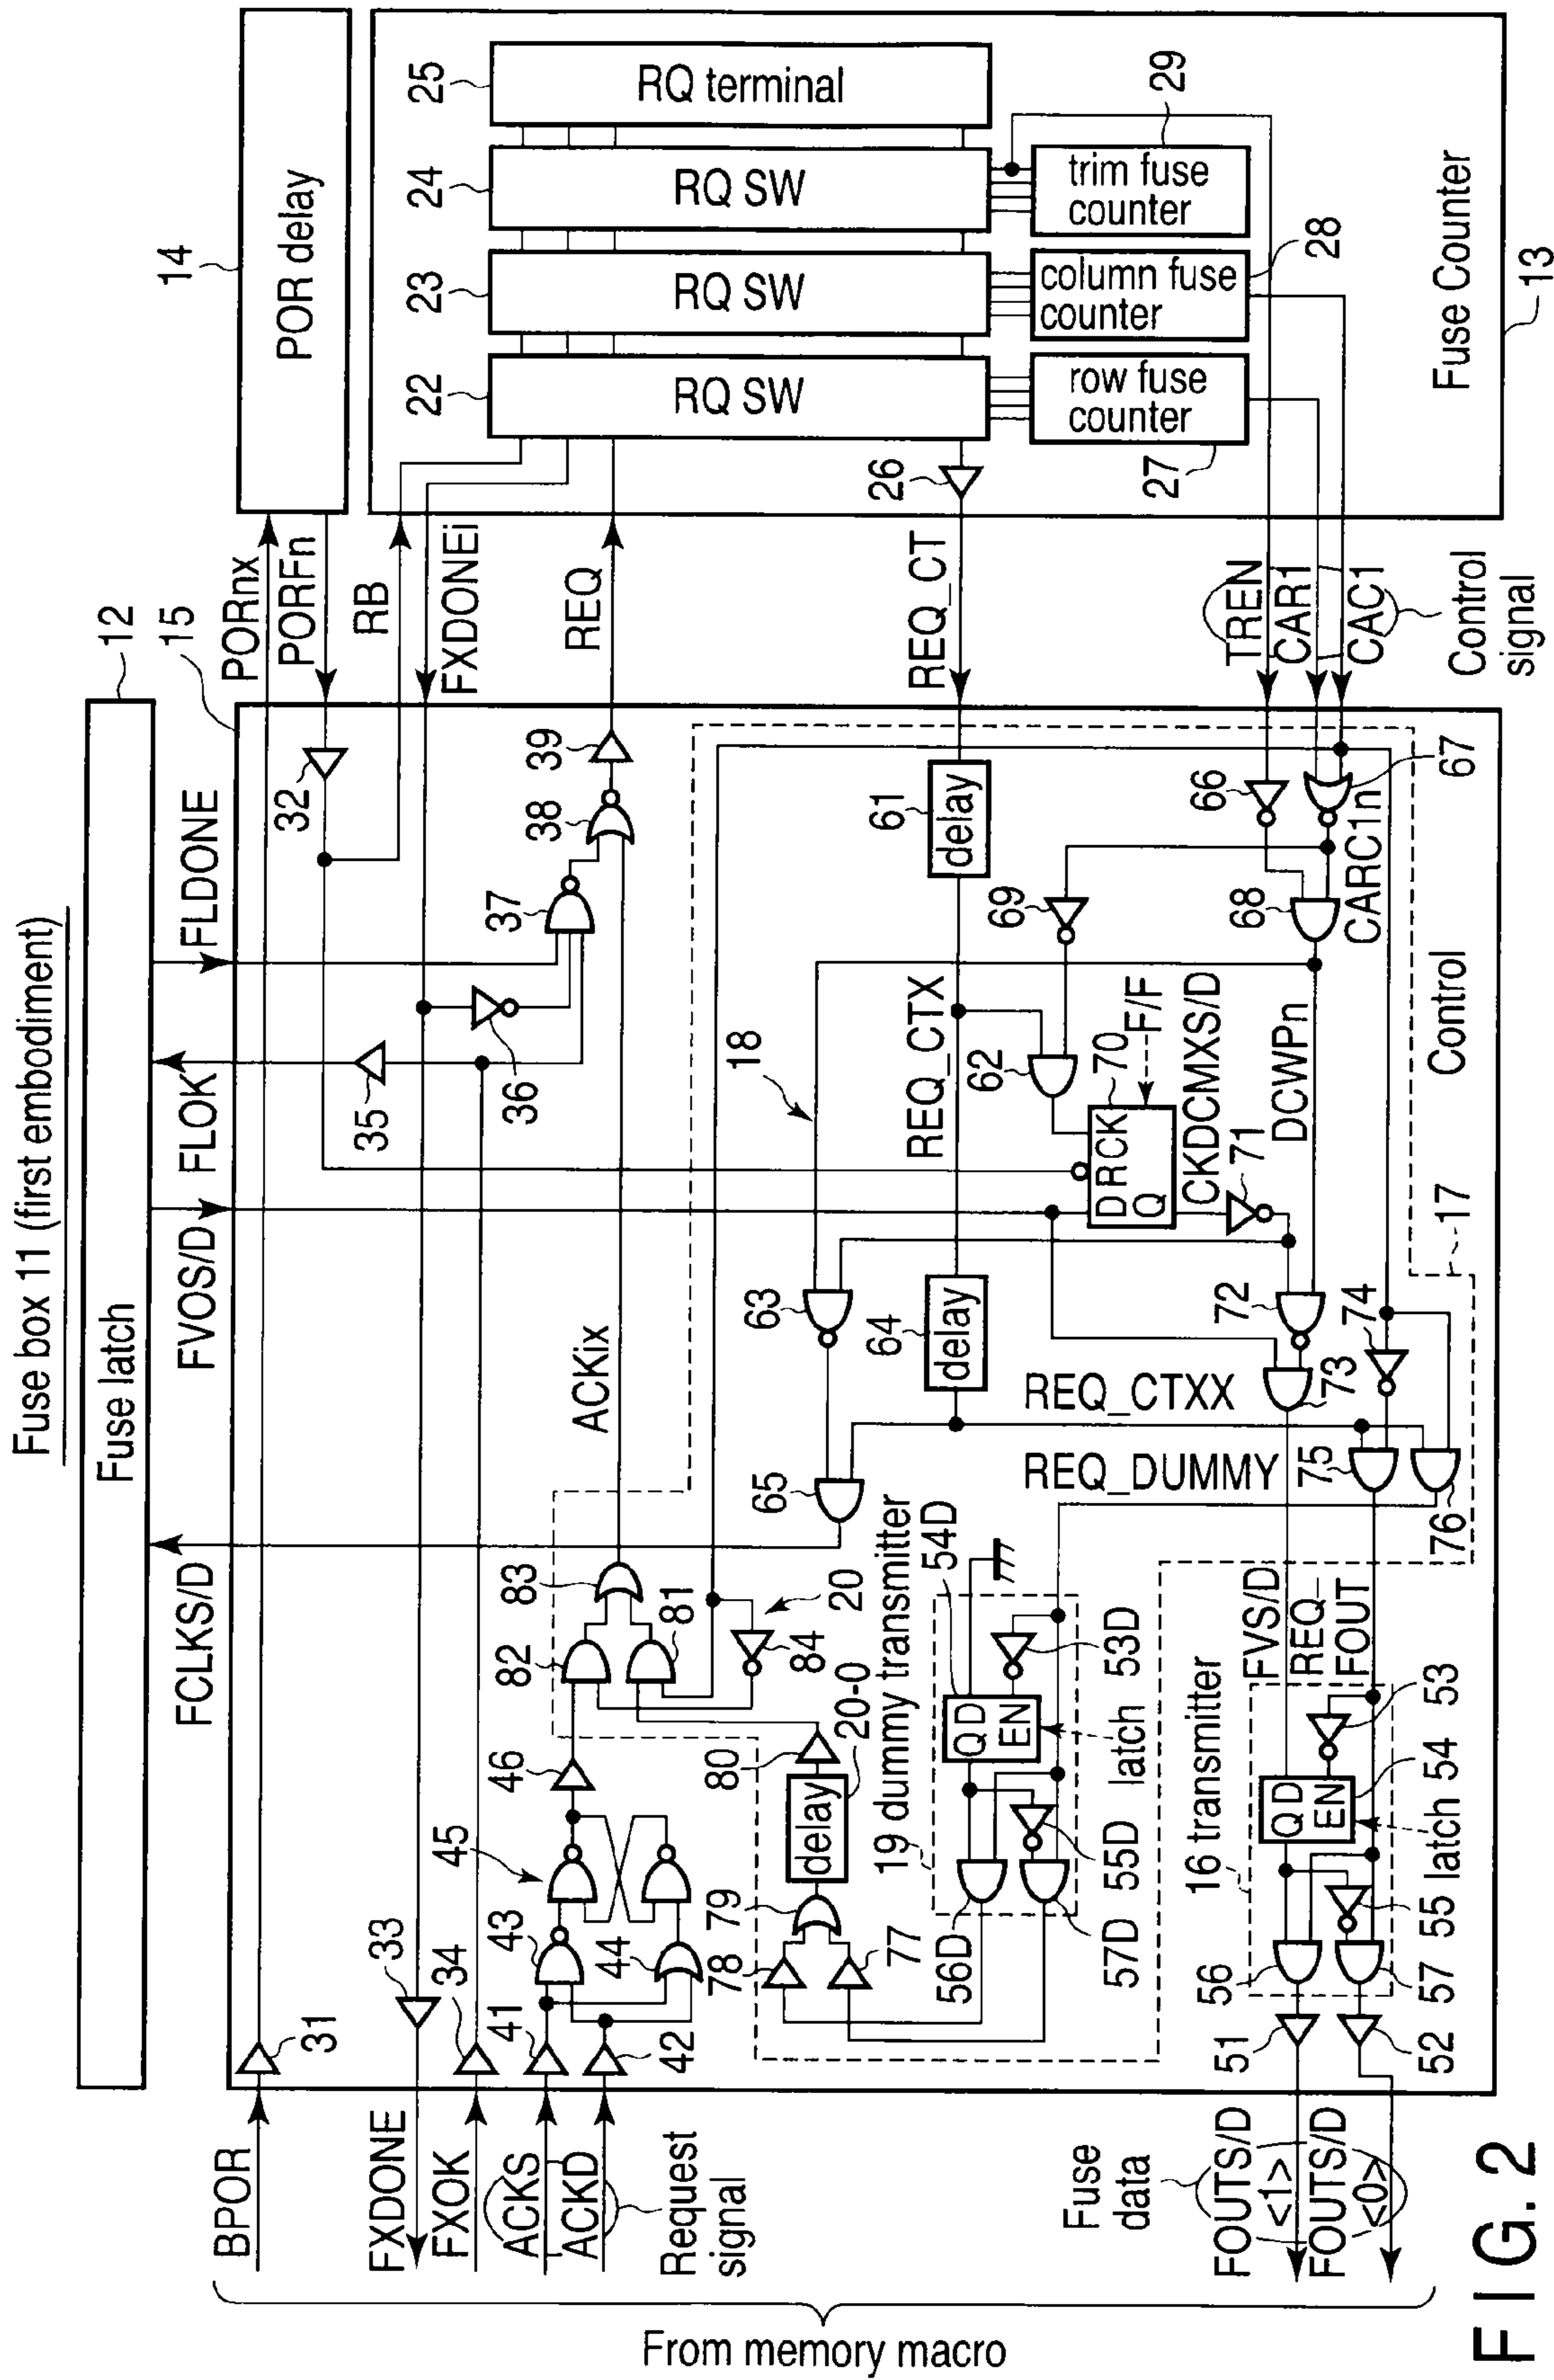 Fuse box 11 (first embodiment)
Fuse latch
12
FCLKS/D
FVOS/D
FLOK
FLDONE
15
14
POR delay
PORnx
PORFn
RB
FXDONEi
REQ
REQ_CT
TREN
CAR1
CAC1
Control
signal
22
RQ SW
23
RQ SW
24
RQ SW
25
RQ terminal
26
27
row fuse
counter
28
column fuse
counter
29
trim fuse
counter
Fuse Counter
13
BPOR
FXDONE
FXOK
ACKS
ACKD
Request
signal
Fuse
data
FOUTS/D
<1>
FOUTS/D
<0>
From memory macro
31
32
33
34
35
36
37
38
39
41
42
43
44
45
46
ACKix
83
82
81
84
20
80
20-0
delay
79
78
77
19 dummy transmitter
54D
Q D
EN
53D
latch
55D
56D
57D
16 transmitter
FVS/D
REQ_
FOUT
53
54
Q D
EN
latch
55
56
57
51
52
61
delay
REQ_CTX
62
18
63
64
delay
65
REQ_CTXX
REQ_DUMMY
66
67
68
69
CARC1n
70
F/F
D R CK
Q
CKDCMXS/D
71
DCWPn
72
73
74
75
76
17
Control
FIG. 2